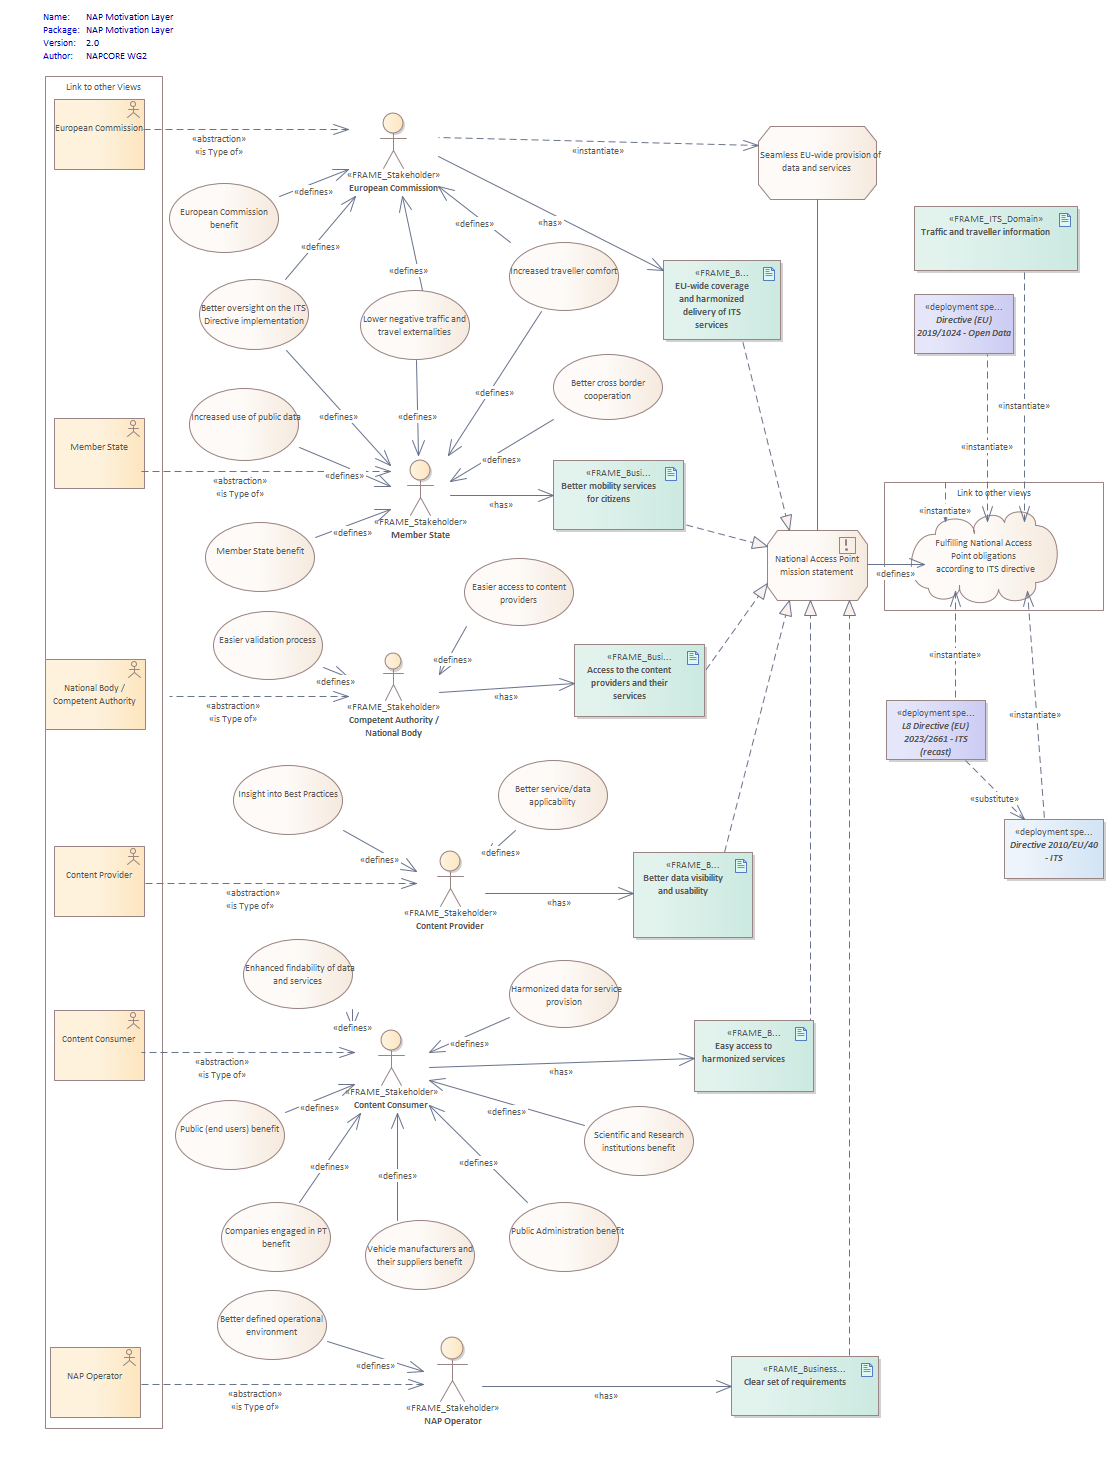 Name: NAP Motivation Layer
Package: NAP Motivation Layer
Version: 2.0
Author: NAPCORE WG2
Link to other Views
European Commission
«abstraction»
«is Type of»
«FRAME_Stakeholder»
European Commission
«instantiate»
Seamless EU-wide provision of
data and services
European Commission
benefit
«defines»
«defines»
«defines»
«defines»
«has»
Increased traveller comfort
Better oversight on the ITS
Directive implementation
Lower negative traffic and
travel externalities
«FRAME_B...
EU-wide coverage
and harmonized
delivery of ITS
services
«FRAME_ITS_Domain»
Traffic and traveller information
«deployment spe...
Directive (EU)
2019/1024 - Open Data
«instantiate»
«instantiate»
Better cross border
cooperation
Increased use of public data
«defines»
«defines»
«defines»
«defines»
«defines»
Member State
«abstraction»
«is Type of»
«FRAME_Stakeholder»
Member State
«has»
«FRAME_Busi...
Better mobility services
for citizens
Member State benefit
«defines»
Link to other views
«instantiate»
Fulfilling National Access
Point obligations
according to ITS directive
National Access Point
mission statement
«defines»
Easier access to content
providers
Easier validation process
«defines»
«defines»
National Body /
Competent Authority
«abstraction»
«is Type of»
«FRAME_Stakeholder»
Competent Authority /
National Body
«has»
«FRAME_Busi...
Access to the content
providers and their
services
«instantiate»
«instantiate»
«deployment spe...
L8 Directive (EU)
2023/2661 - ITS
(recast)
«substitute»
«deployment spe...
Directive 2010/EU/40
- ITS
Insight into Best Practices
Better service/data
applicability
«defines»
«defines»
Content Provider
«abstraction»
«is Type of»
«FRAME_Stakeholder»
Content Provider
«has»
«FRAME_B...
Better data visibility
and usability
Enhanced findability of data
and services
Harmonized data for service
provision
«defines»
«defines»
Content Consumer
«abstraction»
«is Type of»
«FRAME_Stakeholder»
Content Consumer
«has»
«FRAME_B...
Easy access to
harmonized services
Public (end users) benefit
«defines»
«defines»
Scientific and Research
institutions benefit
«defines»
«defines»
«defines»
Companies engaged in PT
benefit
Vehicle manufacturers and
their suppliers benefit
Public Administration benefit
Better defined operational
environment
«defines»
NAP Operator
«abstraction»
«is Type of»
«FRAME_Stakeholder»
NAP Operator
«has»
«FRAME_Business...
Clear set of requirements